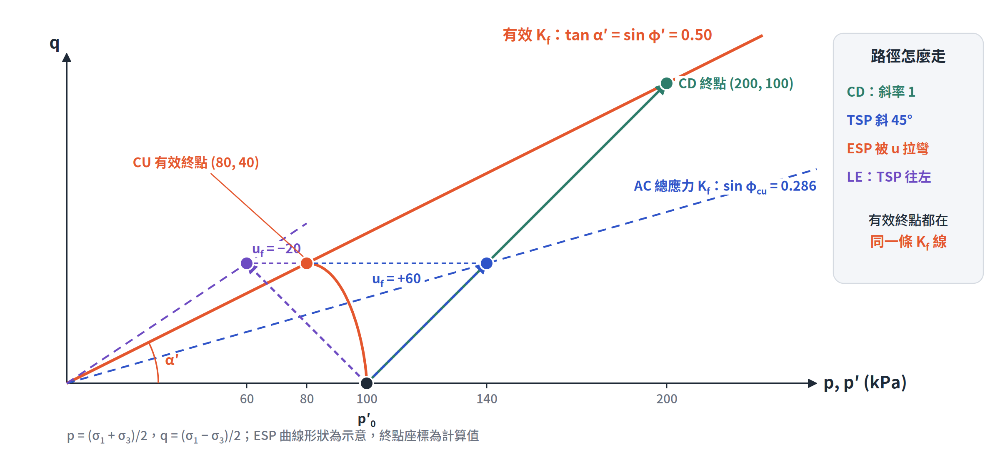 有效 Kf：tan α′ = sin ϕ′ = 0.50
q
CD 終點 (200, 100)
CU 有效終點 (80, 40)
AC 總應力 Kf：sin ϕcu = 0.286
uf = −20
uf = +60
α′
p, p′ (kPa)
60
80
100
140
200
p′0
p = (σ1 + σ3)/2，q = (σ1 − σ3)/2；ESP 曲線形狀為示意，終點座標為計算值
路徑怎麼走
CD：斜率 1
TSP 斜 45°
ESP 被 u 拉彎
LE：TSP 往左
有效終點都在
同一條 Kf 線